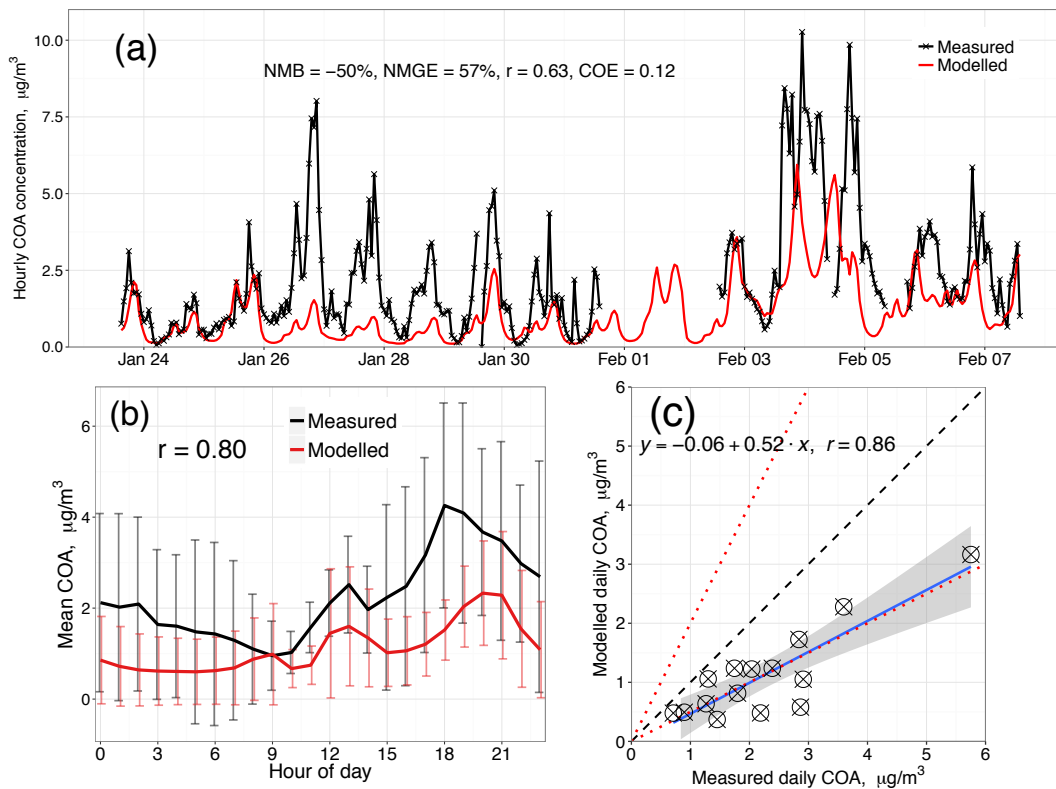 (a)
NMB = −50%, NMGE = 57%, r = 0.63, COE = 0.12
Measured
Modelled
Hourly COA concentration, μg/m³
10.0
7.5
5.0
2.5
0.0
Jan 24 Jan 26 Jan 28 Jan 30 Feb 01 Feb 03 Feb 05 Feb 07
(b)
r = 0.80
Measured
Modelled
Mean COA, μg/m³
6
4
2
0
0 3 6 9 12 15 18 21
Hour of day
(c)
y = −0.06 + 0.52 · x, r = 0.86
Modelled daily COA, μg/m³
6
5
4
3
2
1
0
0 1 2 3 4 5 6
Measured daily COA, μg/m³